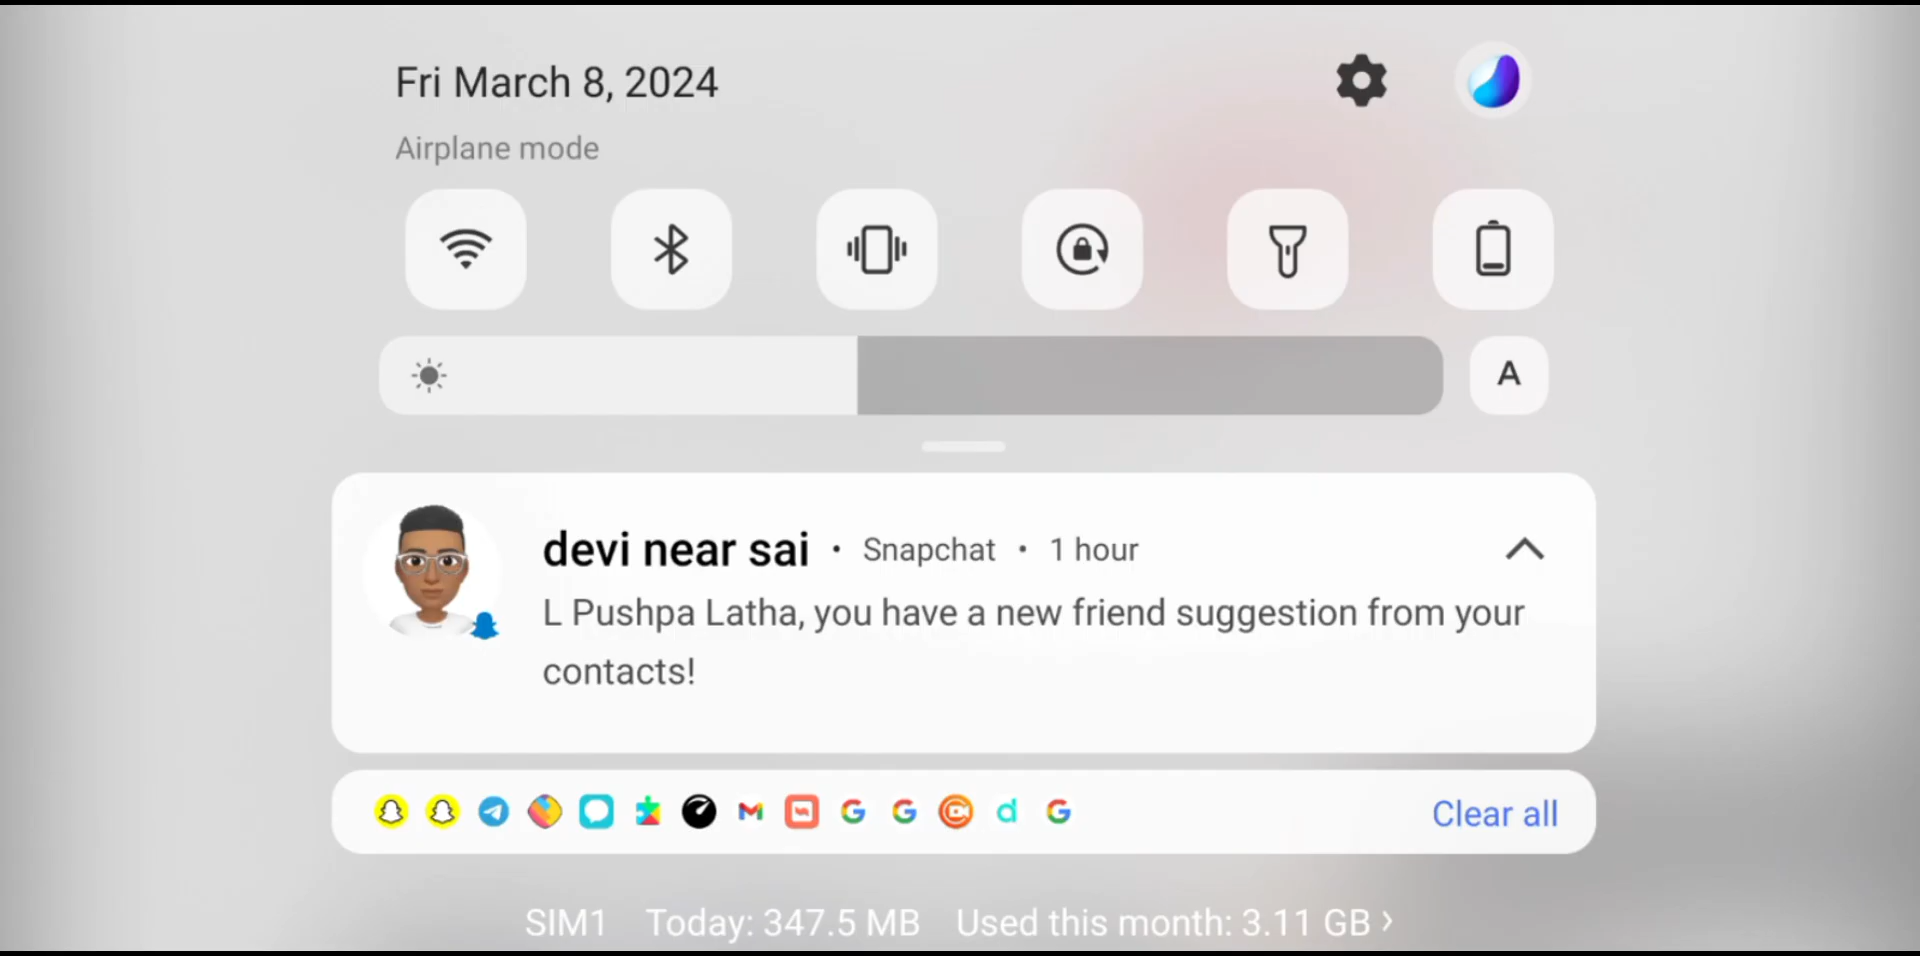 Fri March 8, 2024
Airplane mode
A
devi near sai • Snapchat • 1 hour
L Pushpa Latha, you have a new friend suggestion from your
contacts!
Clear all
SIM1 Today: 347.5 MB Used this month: 3.11 GB